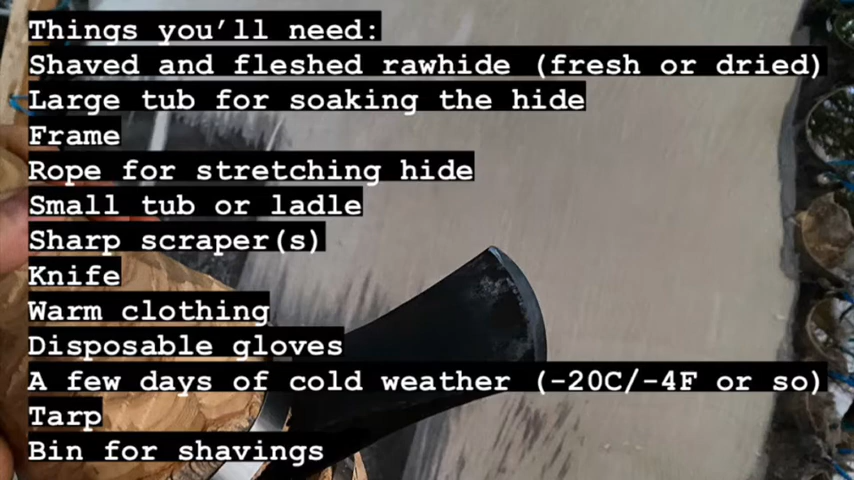 Things you'll need:
Shaved and fleshed rawhide (fresh or dried)
Large tub for soaking the hide
Frame
Rope for stretching hide
Small tub or ladle
Sharp scraper(s)
Knife
Warm clothing
Disposable gloves
A few days of cold weather (-20C/-4F or so)
Tarp
Bin for shavings